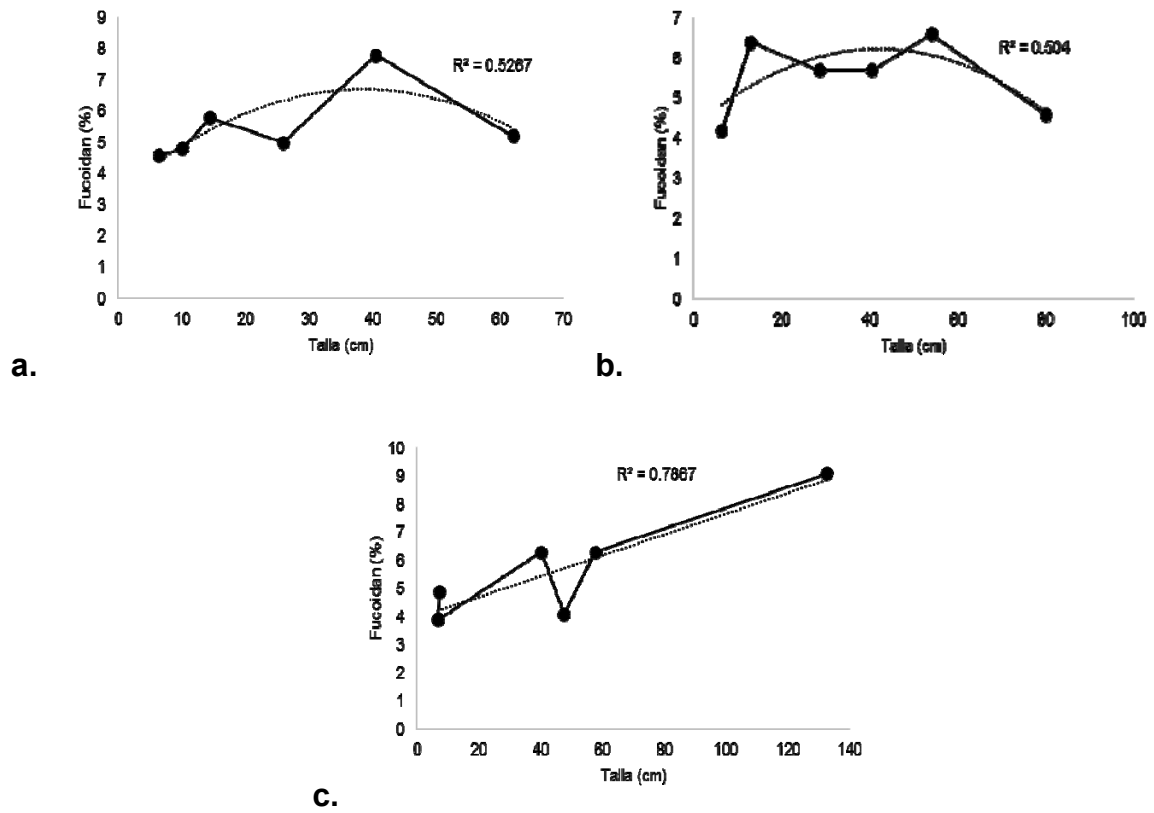 9
8
7
6
5
4
3
2
1
0
Fucoidan (%)
R² = 0.5267
0 10 20 30 40 50 60 70
Talla (cm)
a.
7
6
5
4
3
2
1
0
Fucoidan (%)
R² = 0.504
0 20 40 60 80 100
Talla (cm)
b.
10
9
8
7
6
5
4
3
2
1
0
Fucoidan (%)
R² = 0.7867
0 20 40 60 80 100 120 140
Talla (cm)
c.